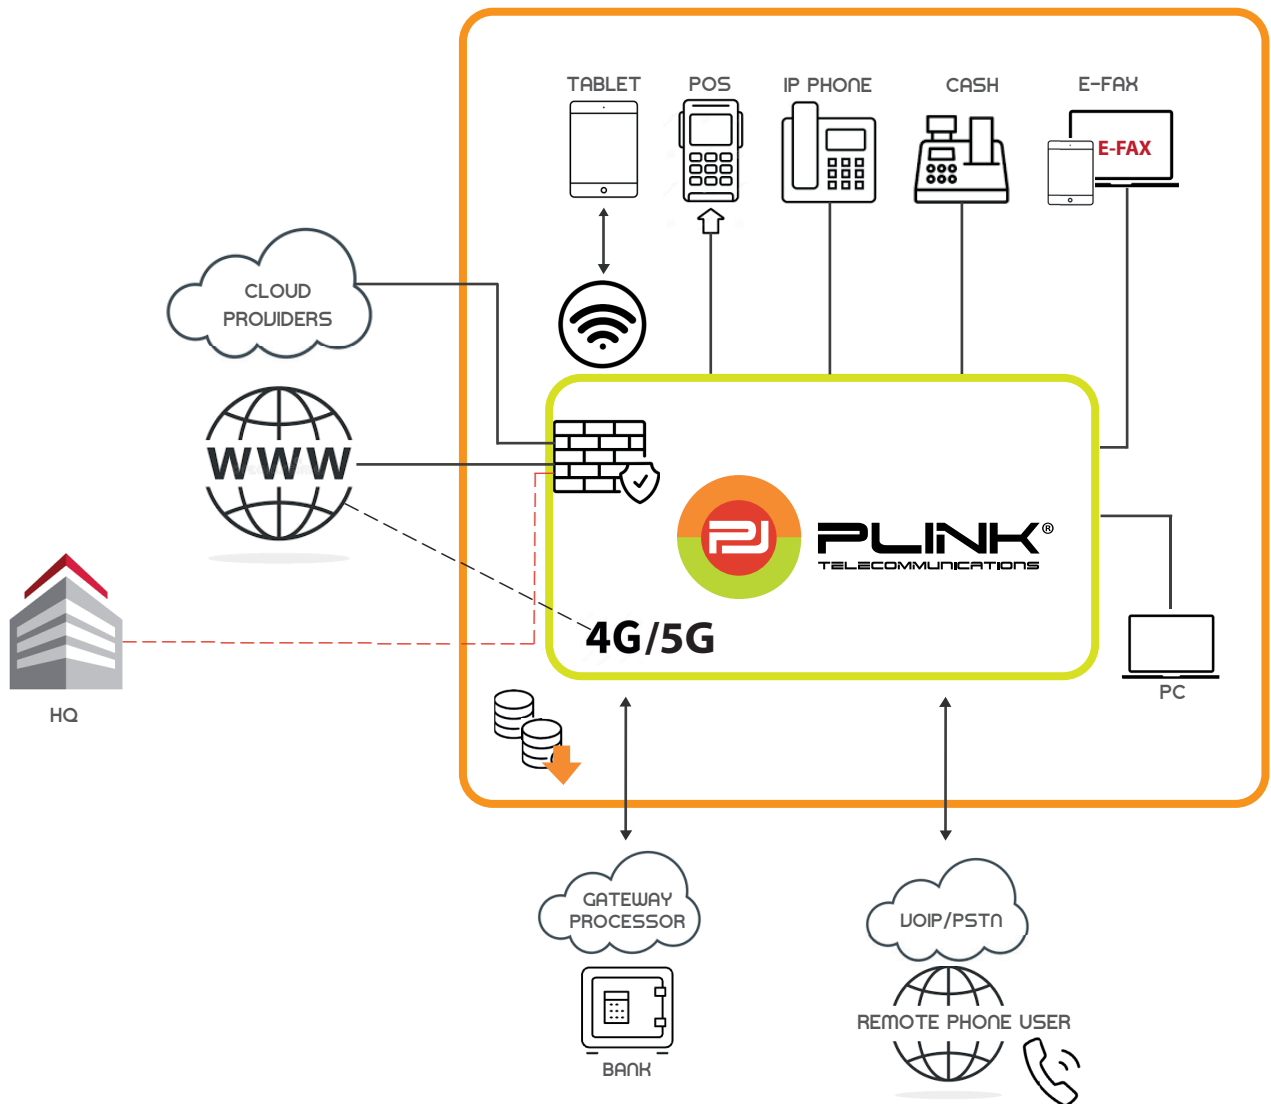 TABLET
POS
IP PHONE
CASH
E-FAX
E-FAX
CLOUD
PROVIDERS
WWW
PLINK®
TELECOMMUNICATIONS
4G/5G
HQ
PC
GATEWAY
PROCESSOR
VOIP/PSTN
REMOTE PHONE USER
BANK